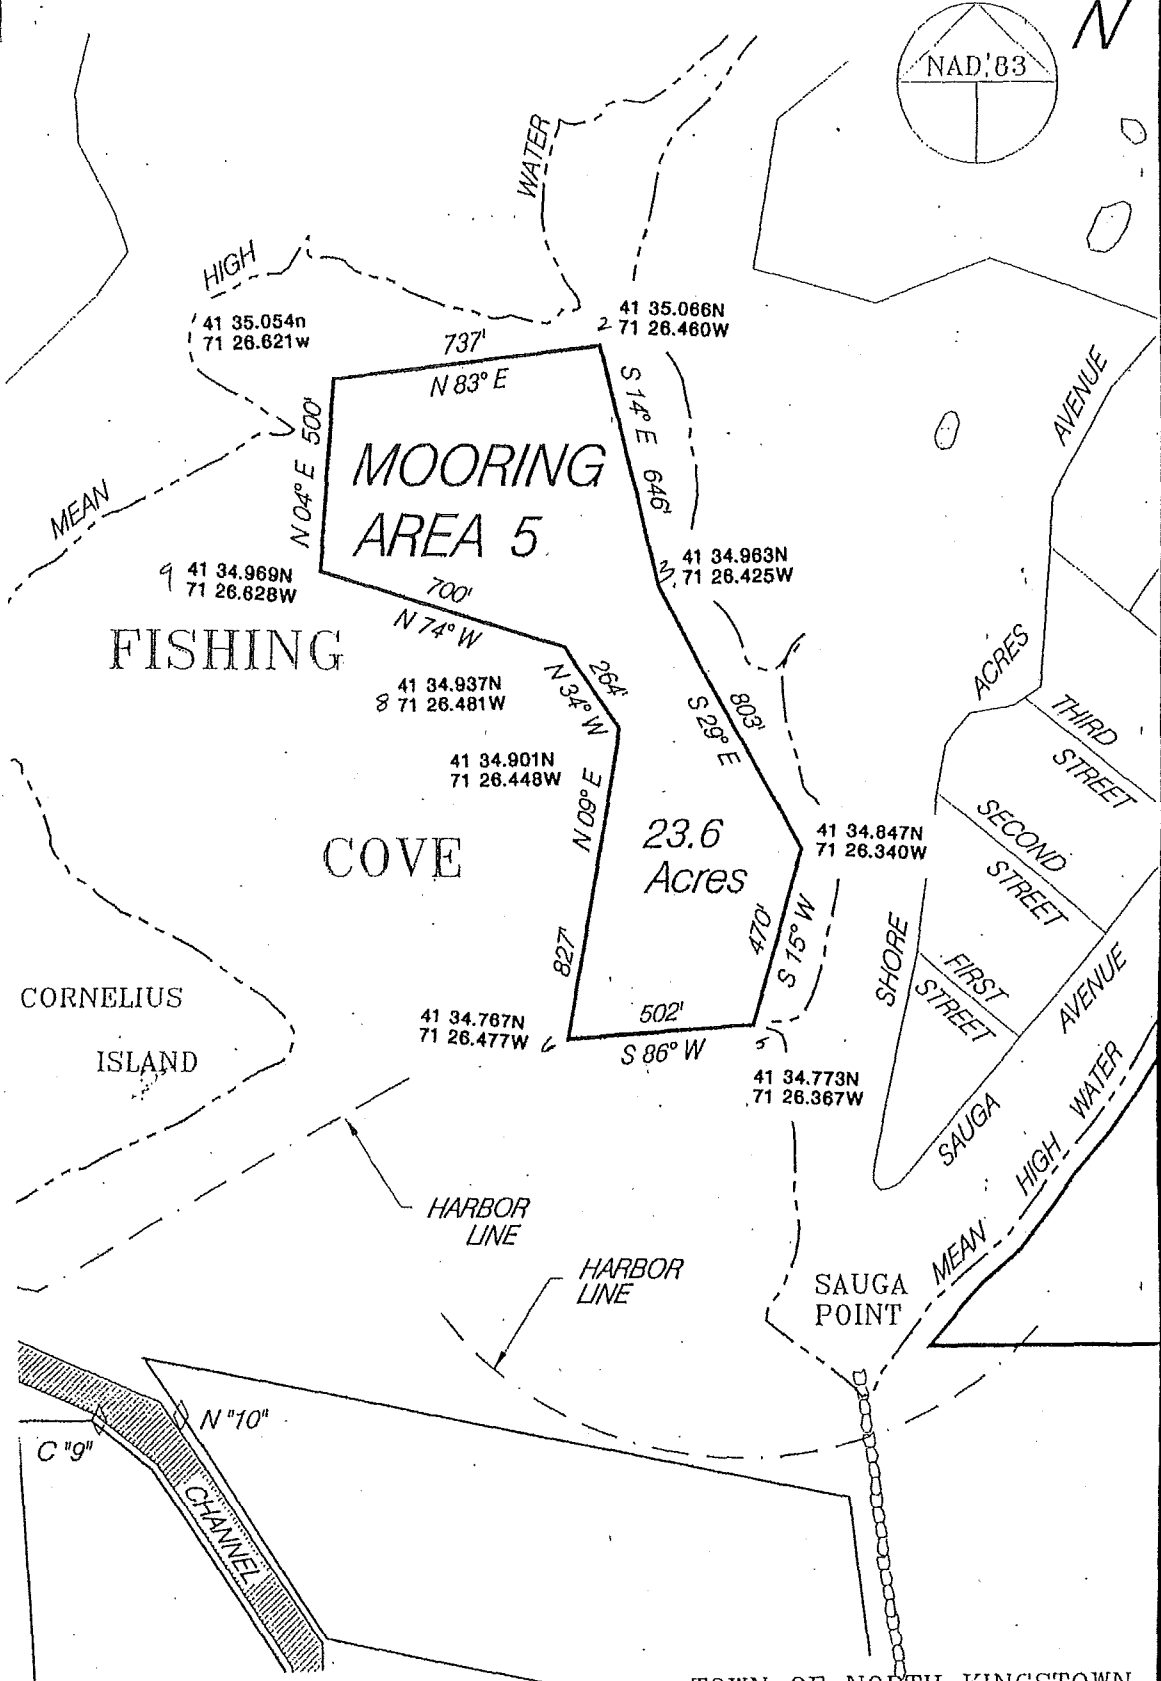 N
NAD '83
WATER
HIGH
1 41 35.054n
71 26.621w
41 35.066N
2 71 26.460W
737'
N 83° E
S 14° E 646'
N 04° E 500'
MOORING
AREA 5
AVENUE
MEAN
9 41 34.969N
71 26.628W
41 34.963N
3 71 26.425W
700'
N 74° W
FISHING
264'
N 34° W
8 41 34.937N
71 26.481W
803'
S 29° E
ACRES
THIRD
STREET
41 34.901N
71 26.448W
N 09° E
827'
23.6
Acres
COVE
41 34.847N
71 26.340W
SECOND
STREET
470'
S 15° W
SHORE
FIRST
STREET
AVENUE
SAUGA
CORNELIUS
ISLAND
41 34.767N
71 26.477W 6
502'
S 86° W
5
41 34.773N
71 26.367W
MEAN HIGH WATER
HARBOR
LINE
HARBOR
LINE
SAUGA
POINT
N "10"
C "9"
CHANNEL
TOWN OF NORTH KINGSTOWN